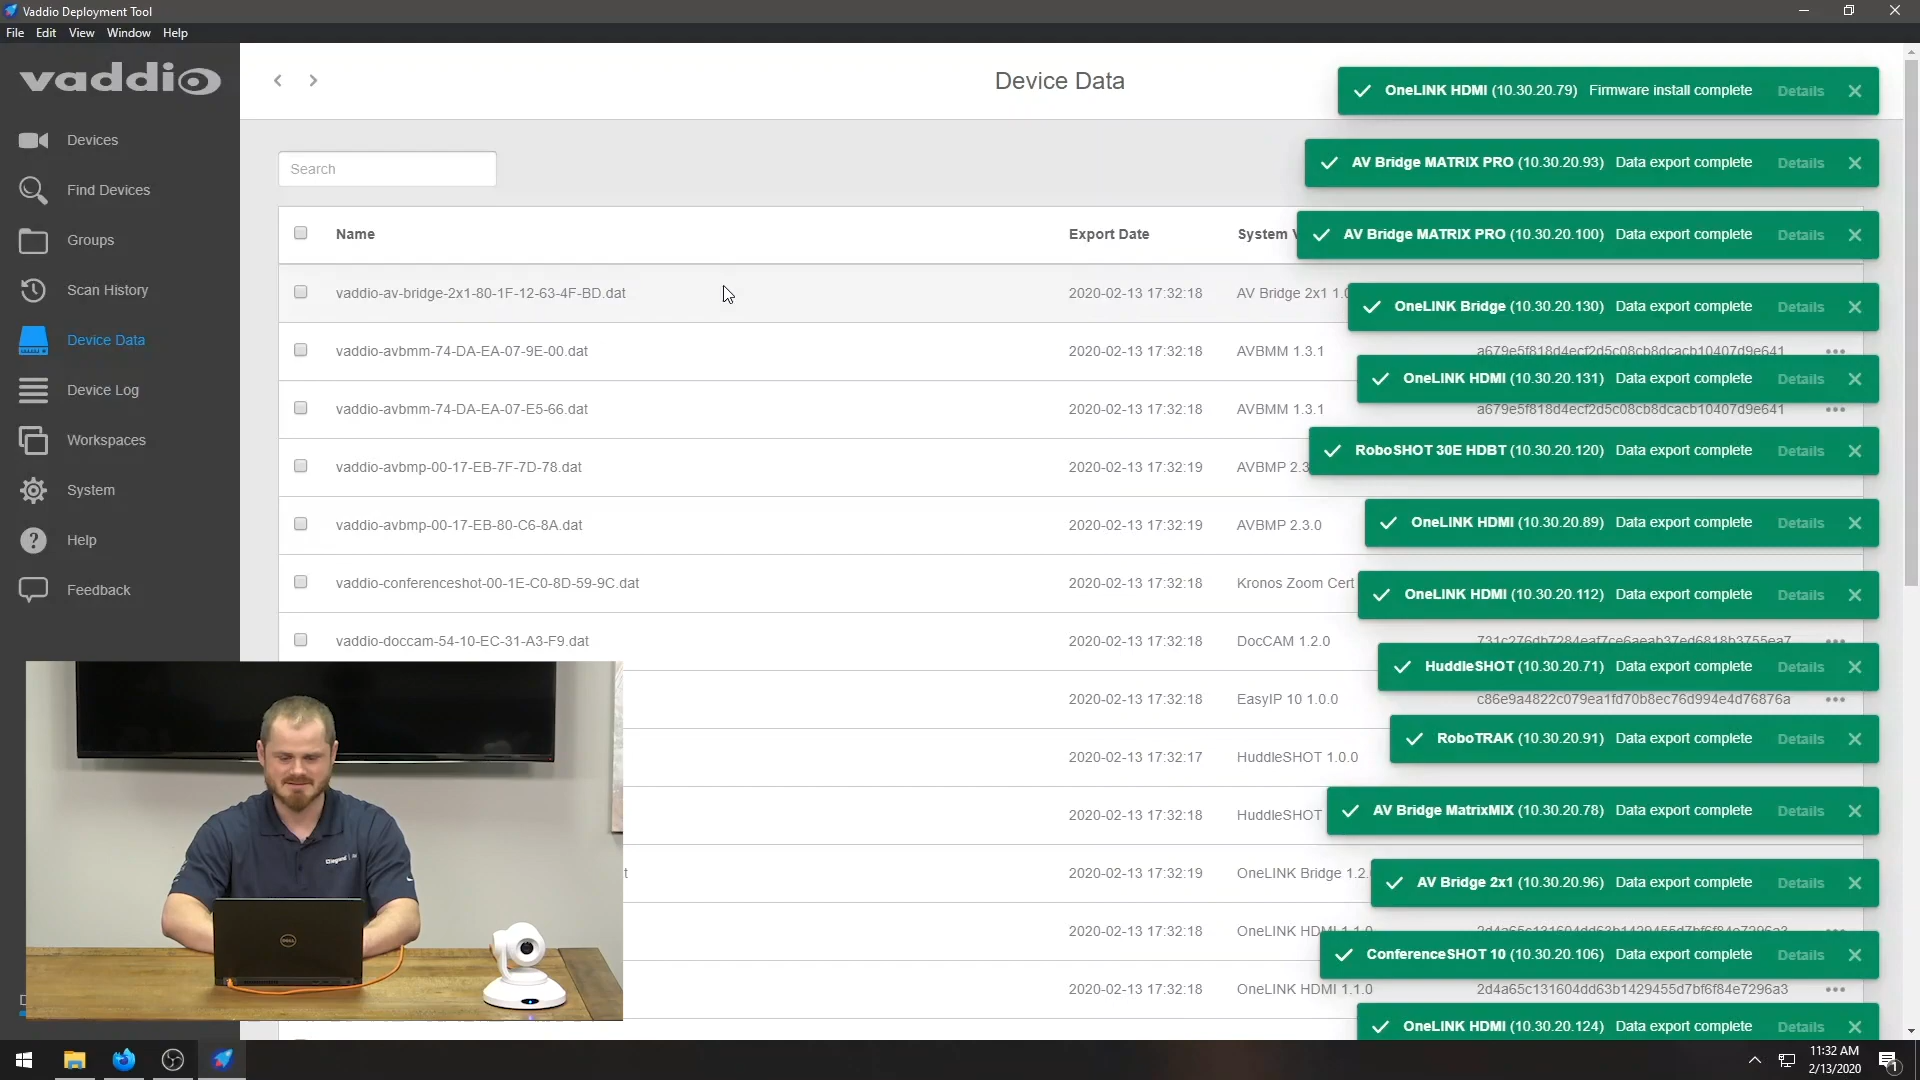 Vaddio Deployment Tool
File Edit View Window Help
vaddio
Devices
Find Devices
Groups
Scan History
Device Data
Device Log
Workspaces
System
Help
Feedback
Device Data
Search
Name Export Date System
vaddio-av-bridge-2x1-80-1F-12-63-4F-BD.dat 2020-02-13 17:32:18 AV Bridge 2x1 1.0
vaddio-avbmm-74-DA-EA-07-9E-00.dat 2020-02-13 17:32:18 AVBMM 1.3.1 a679e5f818d4ecf2d5c08cb8dcacb10407d9e641
vaddio-avbmm-74-DA-EA-07-E5-66.dat 2020-02-13 17:32:18 AVBMM 1.3.1 a679e5f818d4ecf2d5c08cb8dcacb10407d9e641
vaddio-avbmp-00-17-EB-7F-7D-78.dat 2020-02-13 17:32:19 AVBMP 2.3
vaddio-avbmp-00-17-EB-80-C6-8A.dat 2020-02-13 17:32:19 AVBMP 2.3.0
vaddio-conferenceshot-00-1E-C0-8D-59-9C.dat 2020-02-13 17:32:18 Kronos Zoom Cert
vaddio-doccam-54-10-EC-31-A3-F9.dat 2020-02-13 17:32:18 DocCAM 1.2.0 731c276db7284eaf7ce6aeab37ed6818b3755ea7
2020-02-13 17:32:18 EasyIP 10 1.0.0 c86e9a4822c079ea1fd70b8ec76d994e4d76876a
2020-02-13 17:32:17 HuddleSHOT 1.0.0
2020-02-13 17:32:18 HuddleSHOT
t 2020-02-13 17:32:19 OneLINK Bridge 1.2.
2020-02-13 17:32:18 OneLINK HDMI 1.1.0 2d4a65c131604dd63b1429455d7bf6f84e7296a3
2020-02-13 17:32:18 OneLINK HDMI 1.1.0 2d4a65c131604dd63b1429455d7bf6f84e7296a3
OneLINK HDMI (10.30.20.79) Firmware install complete Details
AV Bridge MATRIX PRO (10.30.20.93) Data export complete Details
AV Bridge MATRIX PRO (10.30.20.100) Data export complete Details
OneLINK Bridge (10.30.20.130) Data export complete Details
OneLINK HDMI (10.30.20.131) Data export complete Details
RoboSHOT 30E HDBT (10.30.20.120) Data export complete Details
OneLINK HDMI (10.30.20.89) Data export complete Details
OneLINK HDMI (10.30.20.112) Data export complete Details
HuddleSHOT (10.30.20.71) Data export complete Details
RoboTRAK (10.30.20.91) Data export complete Details
AV Bridge MatrixMIX (10.30.20.78) Data export complete Details
AV Bridge 2x1 (10.30.20.96) Data export complete Details
ConferenceSHOT 10 (10.30.20.106) Data export complete Details
OneLINK HDMI (10.30.20.124) Data export complete Details
legrand
DELL
11:32 AM
2/13/2020
1